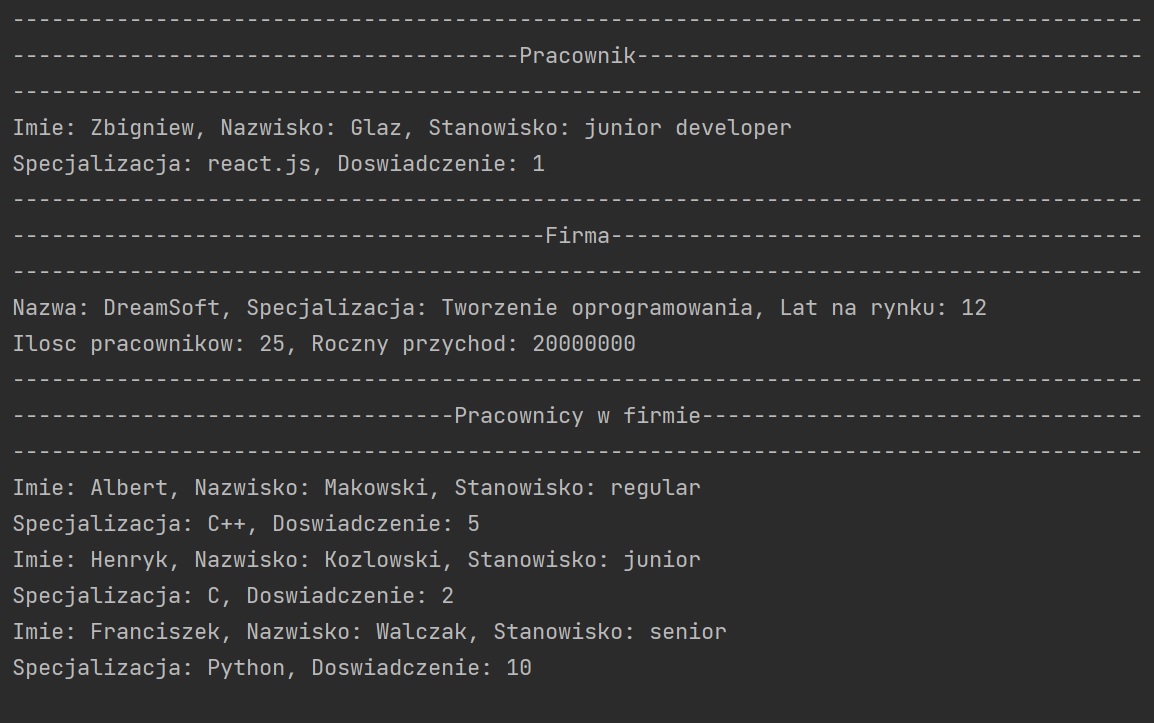 ---------------------------------------------------------------------------------------
---------------------------------------Pracownik---------------------------------------
---------------------------------------------------------------------------------------
Imie: Zbigniew, Nazwisko: Glaz, Stanowisko: junior developer
Specjalizacja: react.js, Doswiadczenie: 1
---------------------------------------------------------------------------------------
-----------------------------------------Firma-----------------------------------------
---------------------------------------------------------------------------------------
Nazwa: DreamSoft, Specjalizacja: Tworzenie oprogramowania, Lat na rynku: 12
Ilosc pracownikow: 25, Roczny przychod: 20000000
---------------------------------------------------------------------------------------
----------------------------------Pracownicy w firmie----------------------------------
---------------------------------------------------------------------------------------
Imie: Albert, Nazwisko: Makowski, Stanowisko: regular
Specjalizacja: C++, Doswiadczenie: 5
Imie: Henryk, Nazwisko: Kozlowski, Stanowisko: junior
Specjalizacja: C, Doswiadczenie: 2
Imie: Franciszek, Nazwisko: Walczak, Stanowisko: senior
Specjalizacja: Python, Doswiadczenie: 10